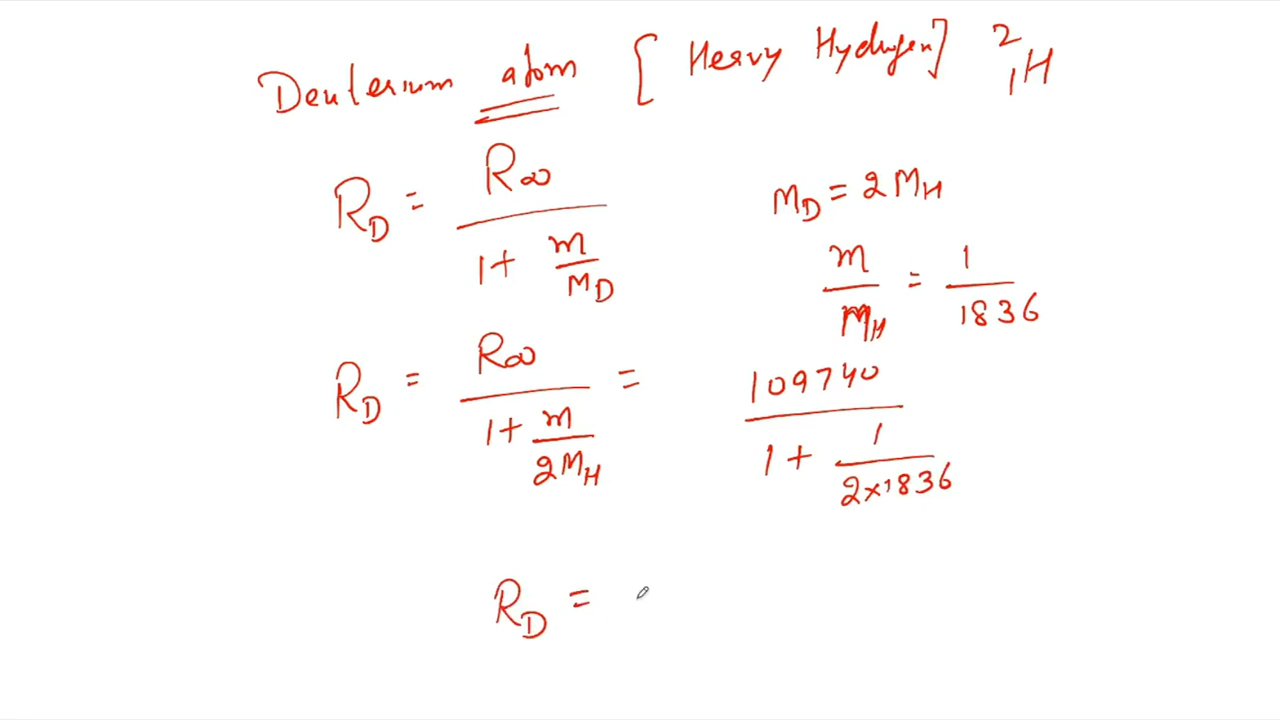 Deuterium atom [Heavy Hydrogen] ²₁H
R_D = R∞ / (1 + m/M_D)
M_D = 2M_H
m/M_H = 1/1836
R_D = R∞ / (1 + m/2M_H) = 109740 / (1 + 1/(2×1836))
R_D =